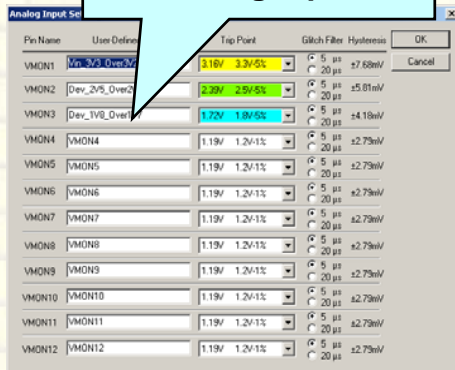 Analog Input
Pin Name User Define Trip Point Glitch Filter Hysteresis OK
Cancel
VMON1 Vin_3V3_Over3V 3.16V 3.3V-5% 5 µs 20 µs ±7.68mV
VMON2 Dev_2V5_Over2 2.39V 2.5V-5% 5 µs 20 µs ±5.81mV
VMON3 Dev_1V8_Over1 1.72V 1.8V-5% 5 µs 20 µs ±4.18mV
VMON4 VMON4 1.19V 1.2V-1% 5 µs 20 µs ±2.79mV
VMON5 VMON5 1.19V 1.2V-1% 5 µs 20 µs ±2.79mV
VMON6 VMON6 1.19V 1.2V-1% 5 µs 20 µs ±2.79mV
VMON7 VMON7 1.19V 1.2V-1% 5 µs 20 µs ±2.79mV
VMON8 VMON8 1.19V 1.2V-1% 5 µs 20 µs ±2.79mV
VMON9 VMON9 1.19V 1.2V-1% 5 µs 20 µs ±2.79mV
VMON10 VMON10 1.19V 1.2V-1% 5 µs 20 µs ±2.79mV
VMON11 VMON11 1.19V 1.2V-1% 5 µs 20 µs ±2.79mV
VMON12 VMON12 1.19V 1.2V-1% 5 µs 20 µs ±2.79mV